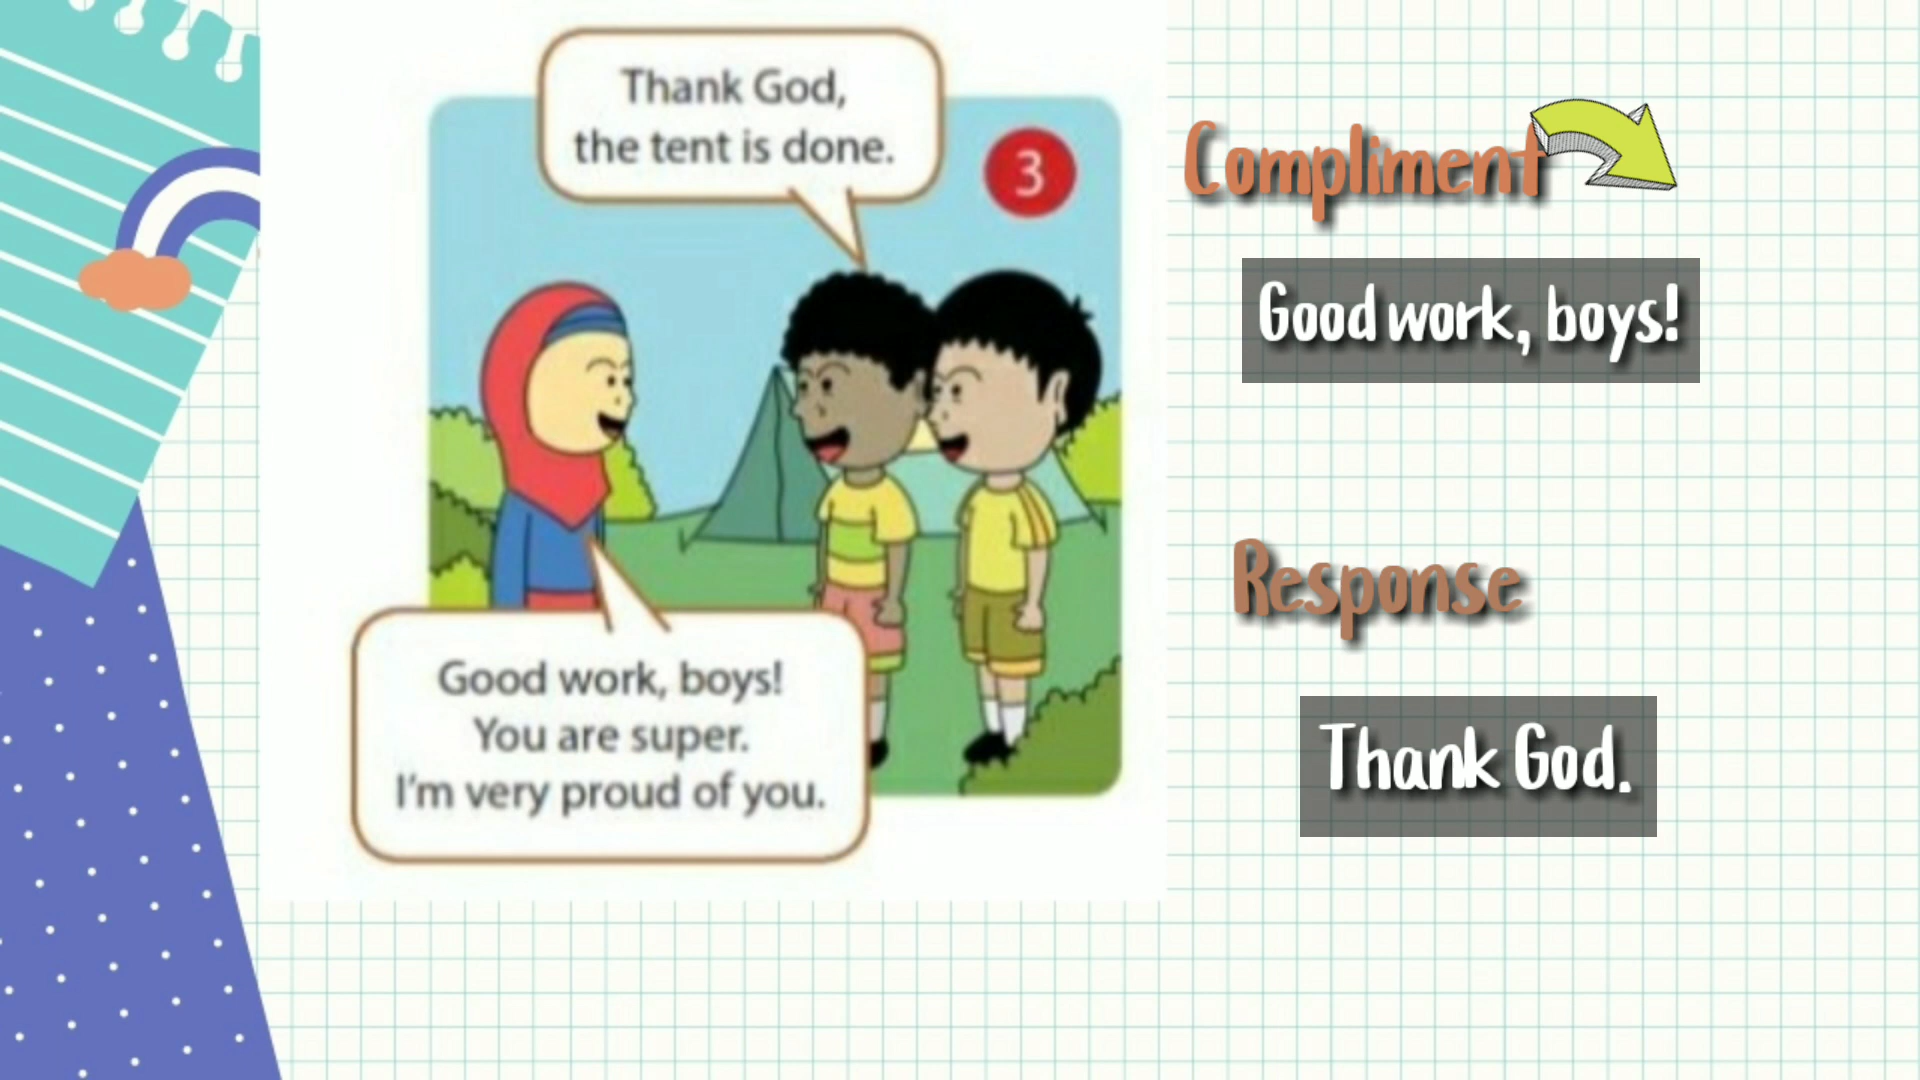 Thank God,
the tent is done.
3
Good work, boys!
You are super.
I'm very proud of you.
Compliment
Good work, boys!
Response
Thank God.